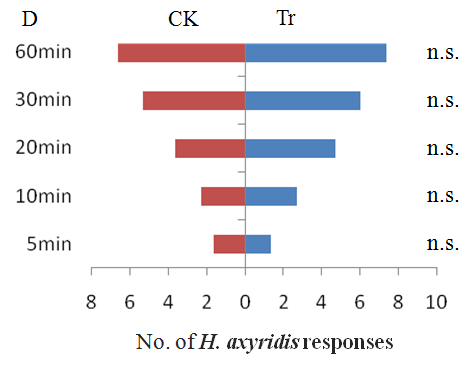 D CK Tr
60min n.s.
30min n.s.
20min n.s.
10min n.s.
5min n.s.
8 6 4 2 0 2 4 6 8 10
No. of H. axyridis responses